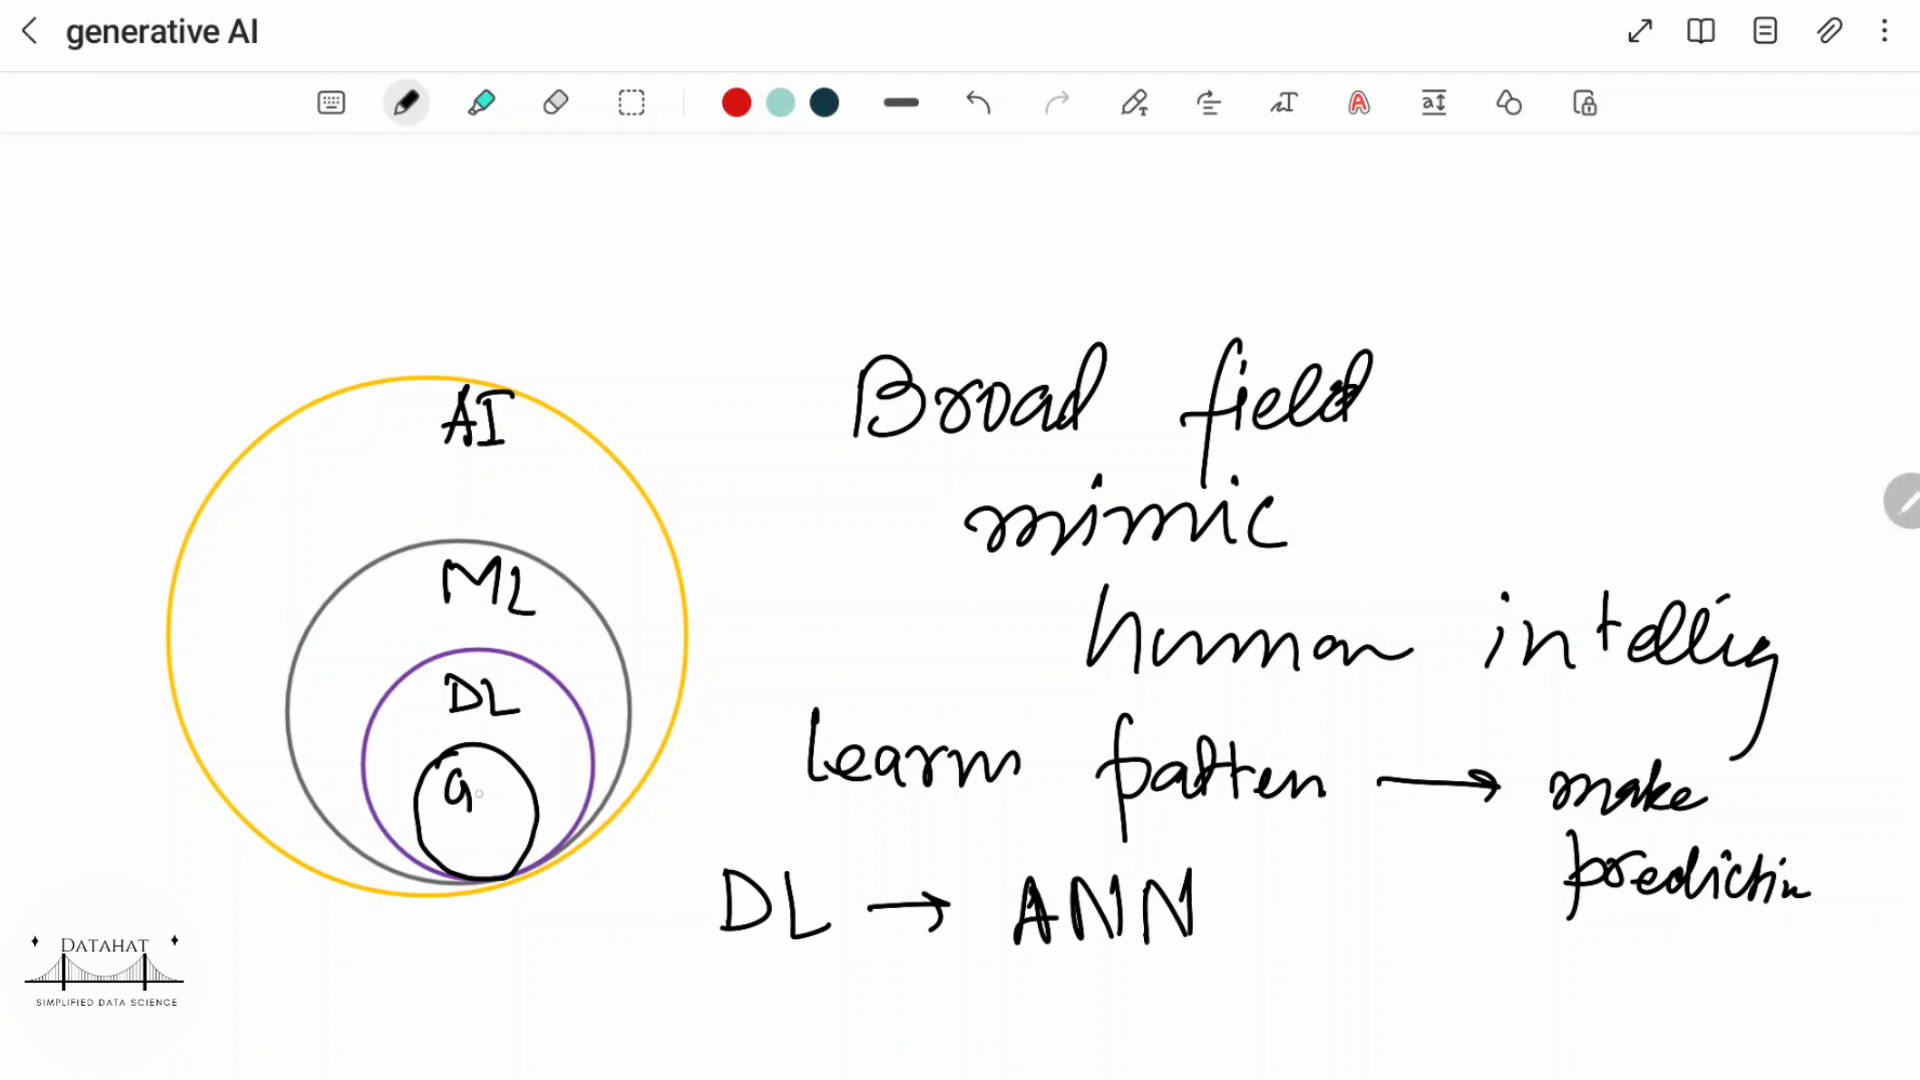 generative AI
AI
Broad field
mimic
ML
human intellig
DL
Learn patten → make
prediction
G
DL → ANN
DATAHAT
SIMPLIFIED DATA SCIENCE